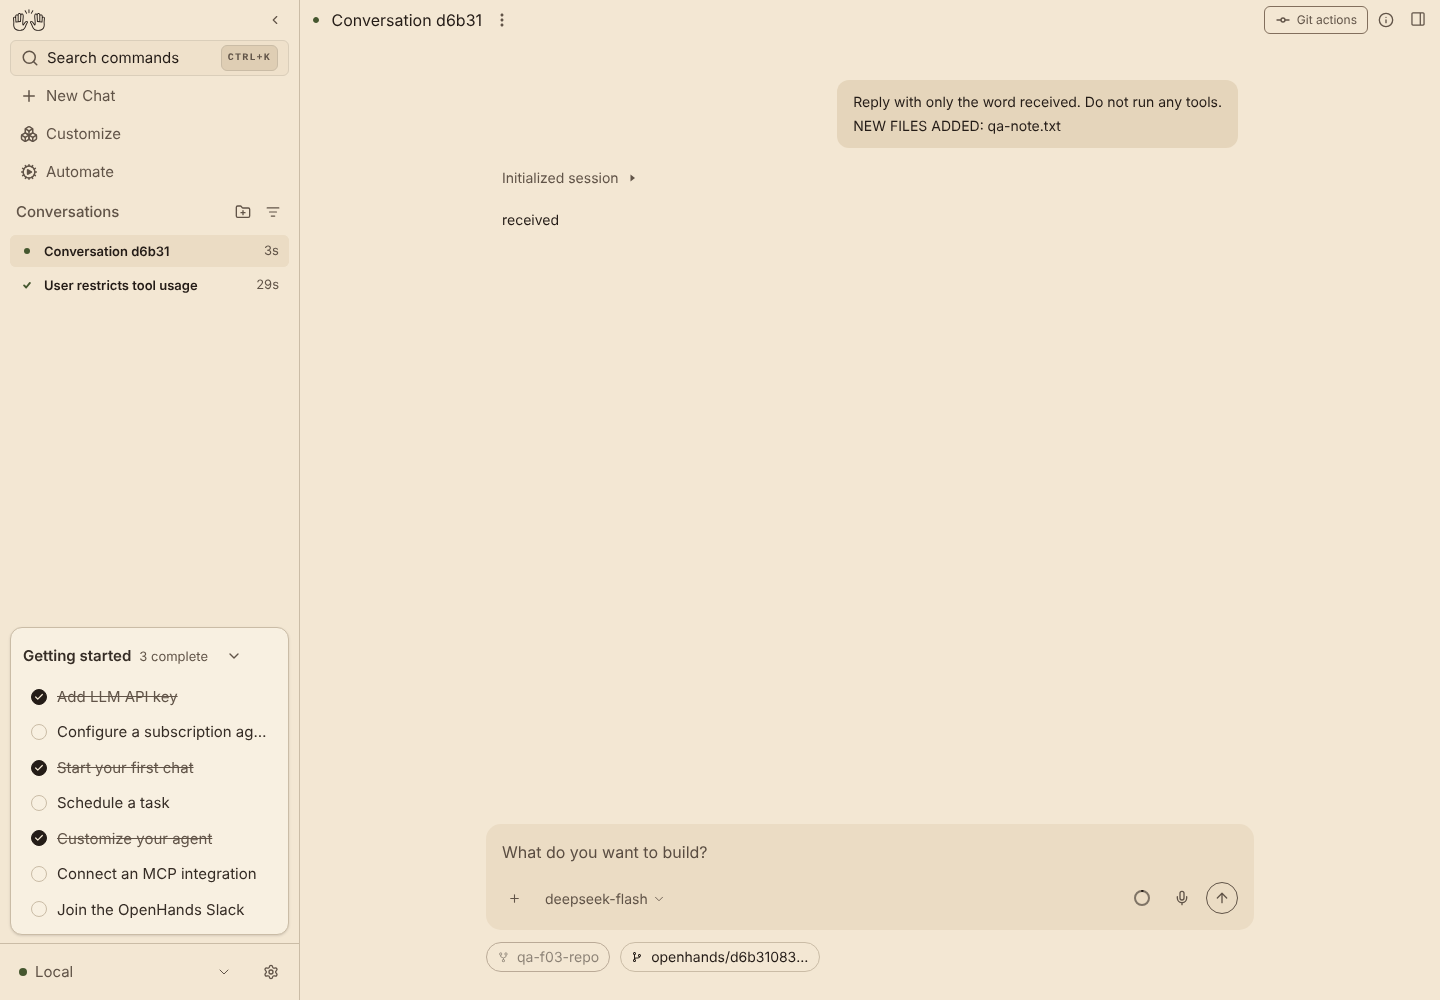 Search commands
CTRL+K
New Chat
Customize
Automate
Conversations
Conversation d6b31 3s
User restricts tool usage 29s
Getting started 3 complete
Add LLM API key
Configure a subscription ag...
Start your first chat
Schedule a task
Customize your agent
Connect an MCP integration
Join the OpenHands Slack
Local
Conversation d6b31
Git actions
Reply with only the word received. Do not run any tools.
NEW FILES ADDED: qa-note.txt
Initialized session
received
What do you want to build?
deepseek-flash
qa-f03-repo
openhands/d6b31083...